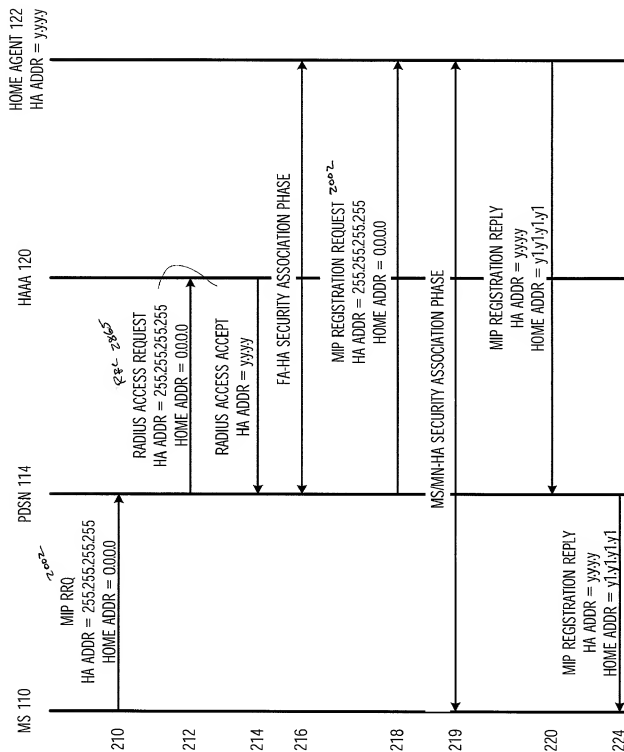 MS 110
PDSN 114
HAAA 120
HOME AGENT 122
HA ADDR = y.y.y.y
210
2002
MIP RRQ
HA ADDR = 255.255.255.255
HOME ADDR = 0.0.0.0
212
RFC 2865
RADIUS ACCESS REQUEST
HA ADDR = 255.255.255.255
HOME ADDR = 0.0.0.0
214
RADIUS ACCESS ACCEPT
HA ADDR = y.y.y.y
216
FA-HA SECURITY ASSOCIATION PHASE
218
MIP REGISTRATION REQUEST 2002
HA ADDR = 255.255.255.255
HOME ADDR = 0.0.0.0
219
MS/MN-HA SECURITY ASSOCIATION PHASE
220
MIP REGISTRATION REPLY
HA ADDR = y.y.y.y
HOME ADDR = y1.y1.y1.y1
224
MIP REGISTRATION REPLY
HA ADDR = y.y.y.y
HOME ADDR = y1.y1.y1.y1